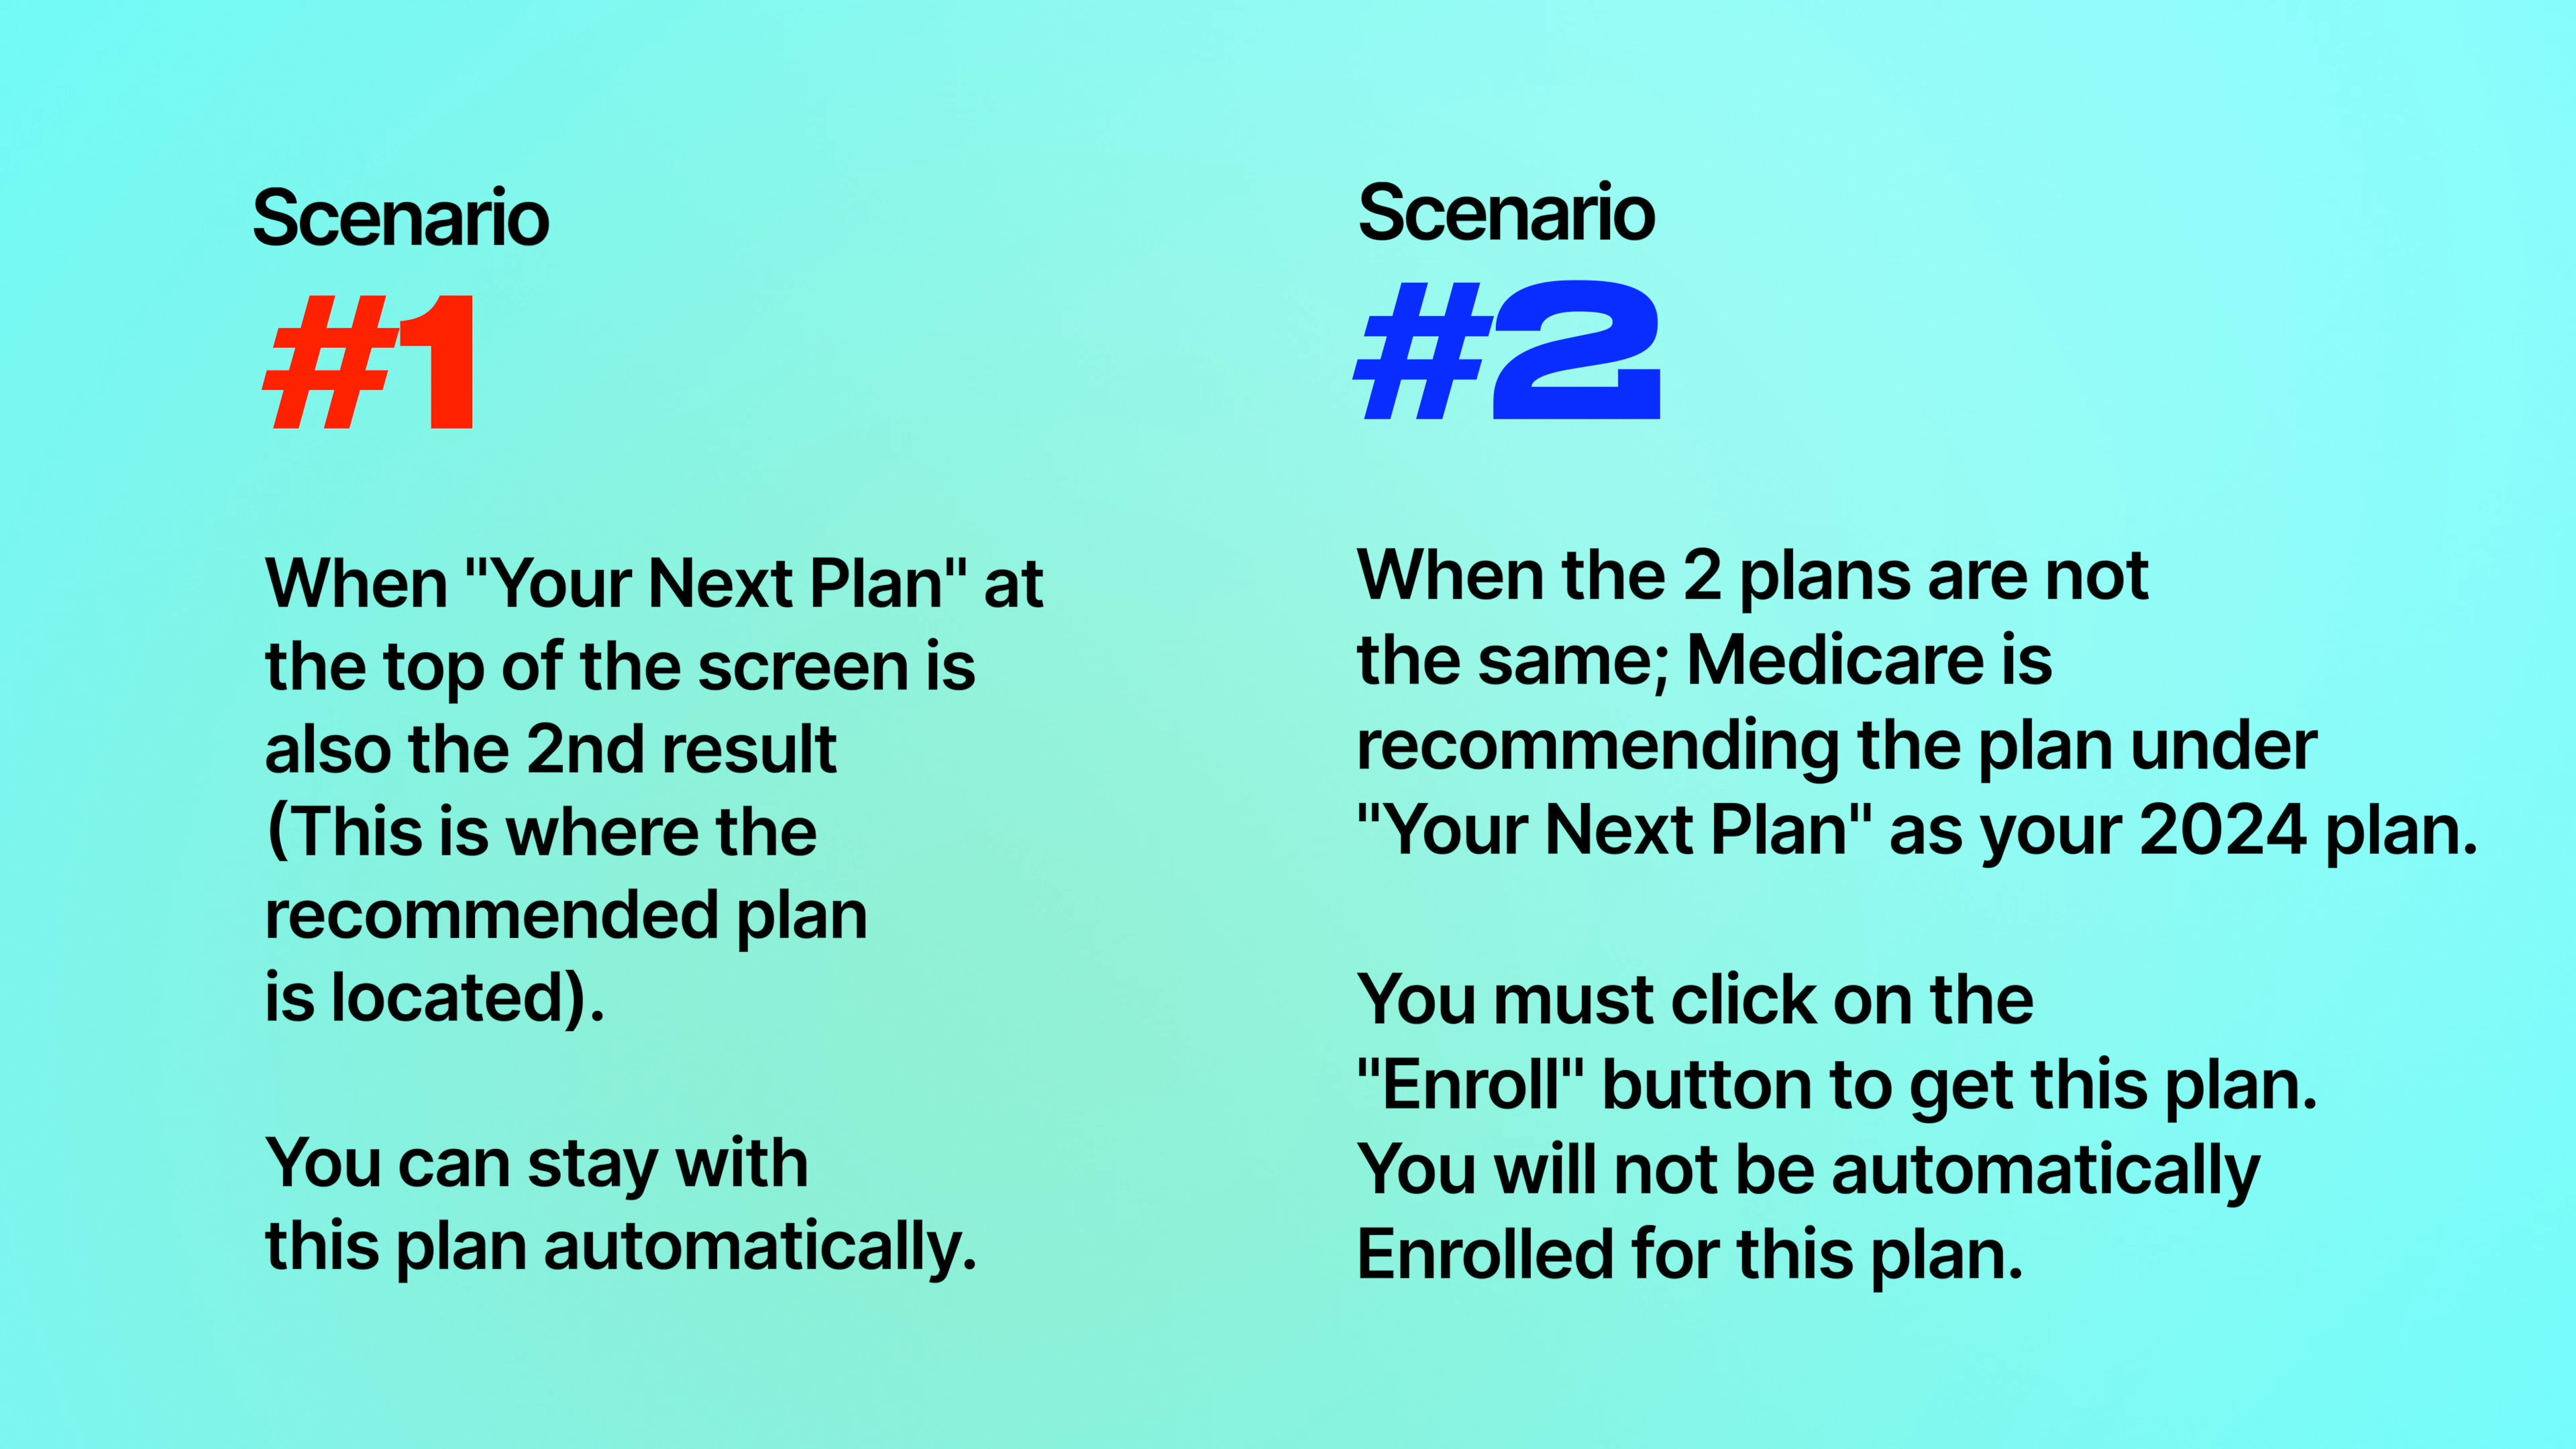 Scenario
#1
When "Your Next Plan" at
the top of the screen is
also the 2nd result
(This is where the
recommended plan
is located).
You can stay with
this plan automatically.
Scenario
#2
When the 2 plans are not
the same; Medicare is
recommending the plan under
"Your Next Plan" as your 2024 plan.
You must click on the
"Enroll" button to get this plan.
You will not be automatically
Enrolled for this plan.